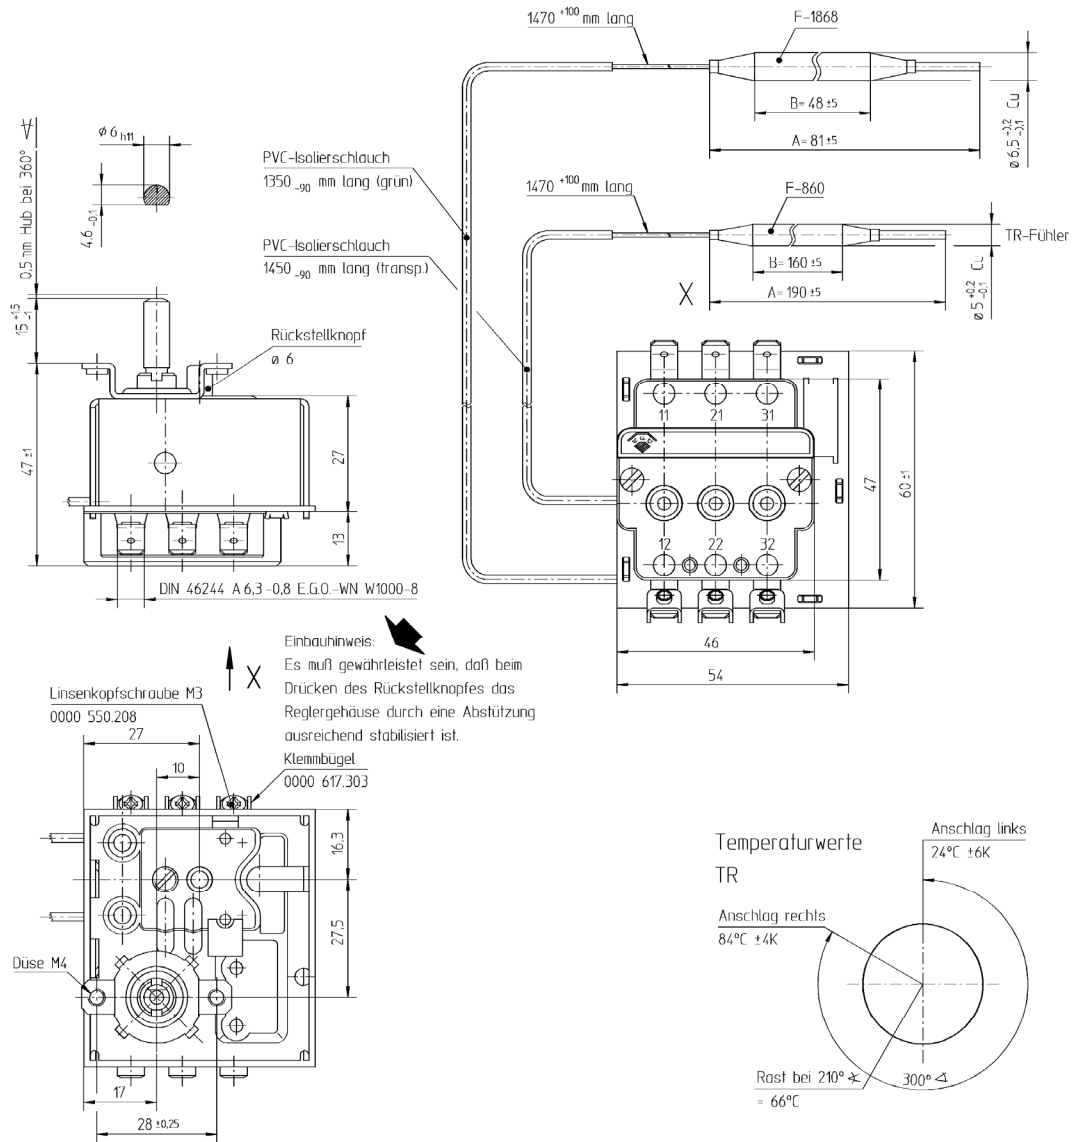 1470 +100 mm lang
F-1868
B= 48 ±5
A= 81 ±5
ø 6,5 +0,2 -0,1 Cu
ø 6 h11
4,6 -0,1
0,5 mm Hub bei 360°
PVC-Isolierschlauch
1350 -90 mm lang (grün)
1470 +100 mm lang
F-860
B= 160 ±5
A= 190 ±5
TR-Fühler
ø 5 +0,2 -0,1 Cu
PVC-Isolierschlauch
1450 -90 mm lang (transp.)
X
15 +1,5 -1
Rückstellknopf
ø 6
47 ±1
27
13
11 21 31
E.G.O
12 22 32
47
60 ±1
46
54
DIN 46244 A 6,3 -0,8 E.G.O.-WN W1000-8
X
Einbauhinweis:
Es muß gewährleistet sein, daß beim
Drücken des Rückstellknopfes das
Reglergehäuse durch eine Abstützung
ausreichend stabilisiert ist.
Linsenkopfschraube M3
0000 550.208
27
10
Klemmbügel
0000 617.303
16,3
27,5
Düse M4
17
28 ±0,25
Temperaturwerte
TR
Anschlag links
24°C ±6K
Anschlag rechts
84°C ±4K
Rast bei 210°
= 66°C
300°